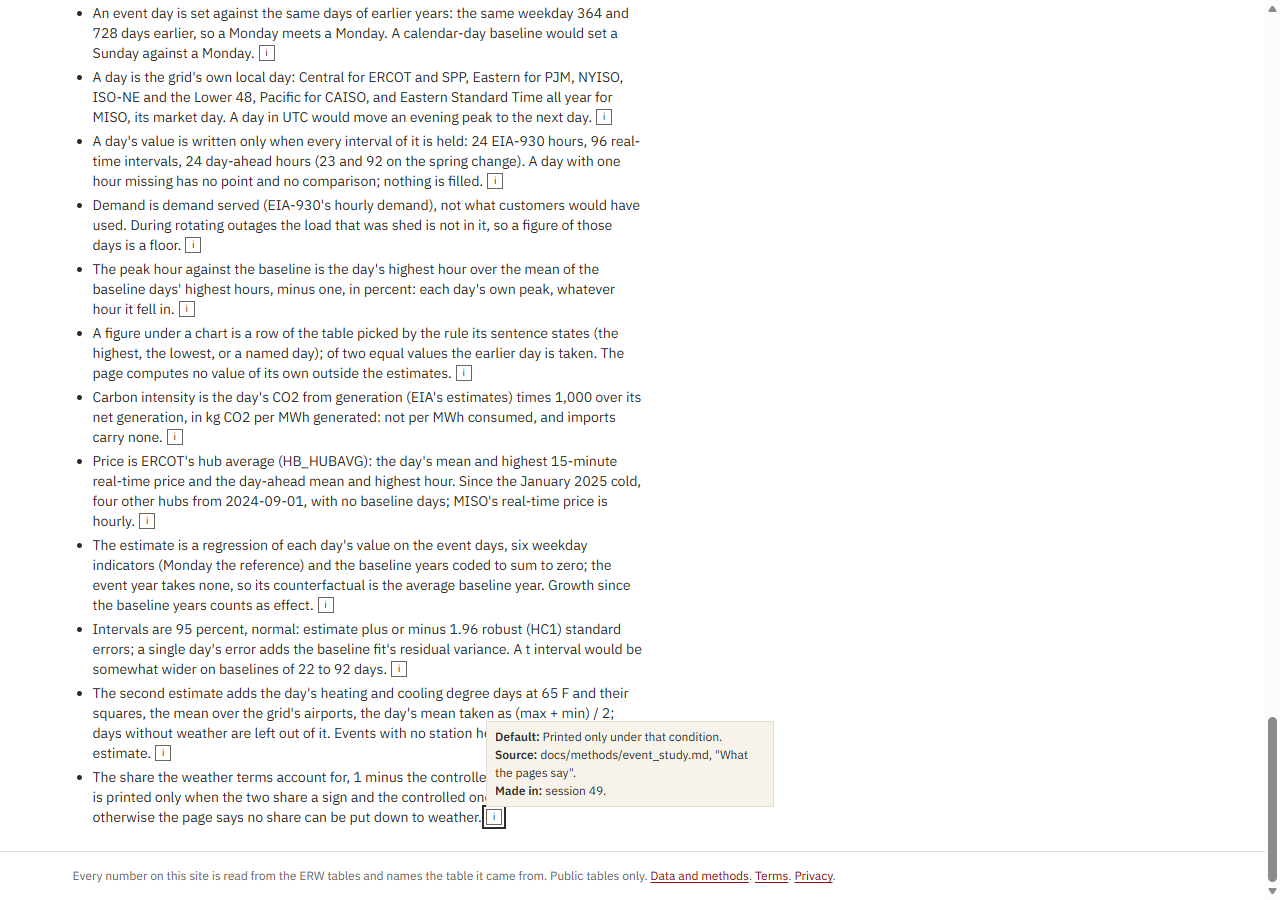 An event day is set against the same days of earlier years: the same weekday 364 and
728 days earlier, so a Monday meets a Monday. A calendar-day baseline would set a
Sunday against a Monday. i
A day is the grid's own local day: Central for ERCOT and SPP, Eastern for PJM, NYISO,
ISO-NE and the Lower 48, Pacific for CAISO, and Eastern Standard Time all year for
MISO, its market day. A day in UTC would move an evening peak to the next day. i
A day's value is written only when every interval of it is held: 24 EIA-930 hours, 96 real-
time intervals, 24 day-ahead hours (23 and 92 on the spring change). A day with one
hour missing has no point and no comparison; nothing is filled. i
Demand is demand served (EIA-930's hourly demand), not what customers would have
used. During rotating outages the load that was shed is not in it, so a figure of those
days is a floor. i
The peak hour against the baseline is the day's highest hour over the mean of the
baseline days' highest hours, minus one, in percent: each day's own peak, whatever
hour it fell in. i
A figure under a chart is a row of the table picked by the rule its sentence states (the
highest, the lowest, or a named day); of two equal values the earlier day is taken. The
page computes no value of its own outside the estimates. i
Carbon intensity is the day's CO2 from generation (EIA's estimates) times 1,000 over its
net generation, in kg CO2 per MWh generated: not per MWh consumed, and imports
carry none. i
Price is ERCOT's hub average (HB_HUBAVG): the day's mean and highest 15-minute
real-time price and the day-ahead mean and highest hour. Since the January 2025 cold,
four other hubs from 2024-09-01, with no baseline days; MISO's real-time price is
hourly. i
The estimate is a regression of each day's value on the event days, six weekday
indicators (Monday the reference) and the baseline years coded to sum to zero; the
event year takes none, so its counterfactual is the average baseline year. Growth since
the baseline years counts as effect. i
Intervals are 95 percent, normal: estimate plus or minus 1.96 robust (HC1) standard
errors; a single day's error adds the baseline fit's residual variance. A t interval would be
somewhat wider on baselines of 22 to 92 days. i
The second estimate adds the day's heating and cooling degree days at 65 F and their
squares, the mean over the grid's airports, the day's mean taken as (max + min) / 2;
days without weather are left out of it. Events with no station
estimate. i
The share the weather terms account for, 1 minus the controlle
is printed only when the two share a sign and the controlled
otherwise the page says no share can be put down to weather. i
Default: Printed only under that condition.
Source: docs/methods/event_study.md, "What
the pages say".
Made in: session 49.
Every number on this site is read from the ERW tables and names the table it came from. Public tables only. Data and methods. Terms. Privacy.